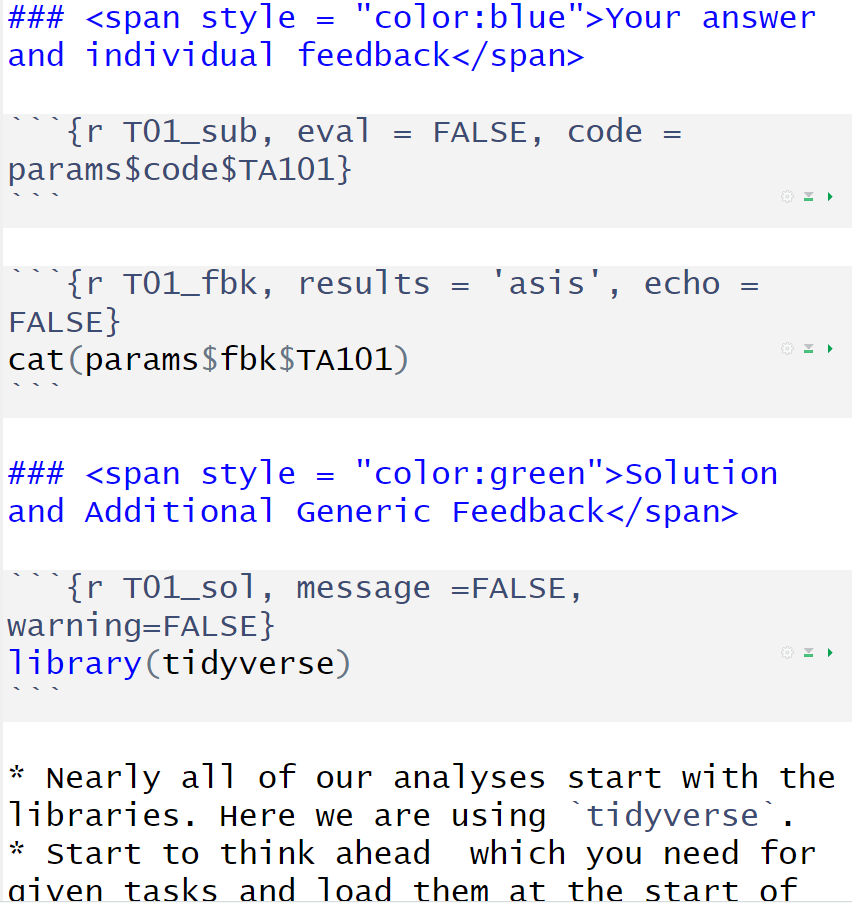 ### <span style = "color:blue">Your answer
and individual feedback</span>
```{r T01_sub, eval = FALSE, code =
params$code$TA101}
```
```{r T01_fbk, results = 'asis', echo =
FALSE}
cat(params$fbk$TA101)
```
### <span style = "color:green">Solution
and Additional Generic Feedback</span>
```{r T01_sol, message =FALSE,
warning=FALSE}
library(tidyverse)
```
* Nearly all of our analyses start with the
libraries. Here we are using `tidyverse`.
* Start to think ahead  which you need for
given tasks and load them at the start of